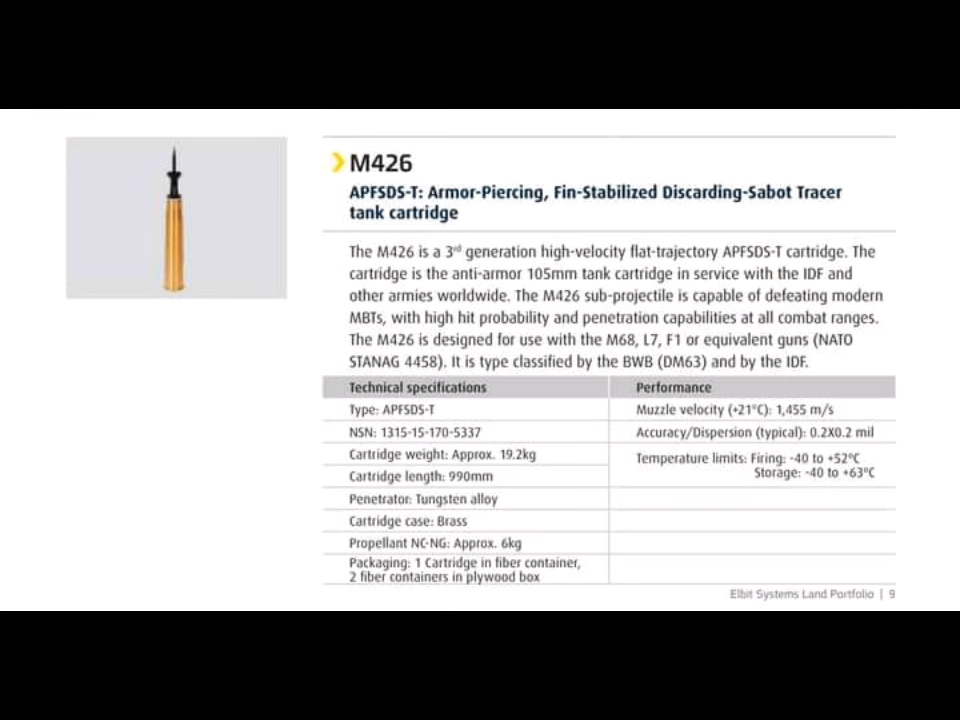 M426
APFSDS-T: Armor-Piercing, Fin-Stabilized Discarding-Sabot Tracer
tank cartridge
The M426 is a 3rd generation high-velocity flat-trajectory APFSDS-T cartridge. The
cartridge is the anti-armor 105mm tank cartridge in service with the IDF and
other armies worldwide. The M426 sub-projectile is capable of defeating modern
MBTs, with high hit probability and penetration capabilities at all combat ranges.
The M426 is designed for use with the M68, L7, F1 or equivalent guns (NATO
STANAG 4458). It is type classified by the BWB (DM63) and by the IDF.
Technical specifications
Type: APFSDS-T
NSN: 1315-15-170-5337
Cartridge weight: Approx. 19.2kg
Cartridge length: 990mm
Penetrator: Tungsten alloy
Cartridge case: Brass
Propellant NC-NG: Approx. 6kg
Packaging: 1 Cartridge in fiber container,
2 fiber containers in plywood box
Performance
Muzzle velocity (+21°C): 1,455 m/s
Accuracy/Dispersion (typical): 0.2X0.2 mil
Temperature limits: Firing: -40 to +52°C
Storage: -40 to +63°C
Elbit Systems Land Portfolio | 9